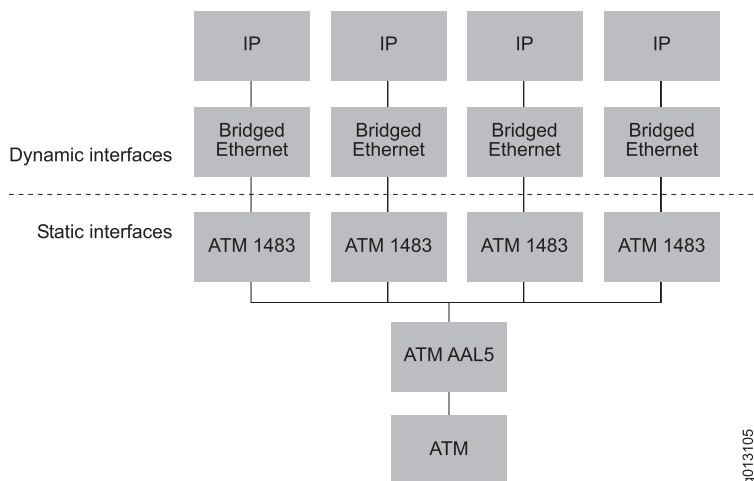 IP IP IP IP
Bridged Ethernet Bridged Ethernet Bridged Ethernet Bridged Ethernet
Dynamic interfaces
Static interfaces
ATM 1483 ATM 1483 ATM 1483 ATM 1483
ATM AAL5
ATM
g013105